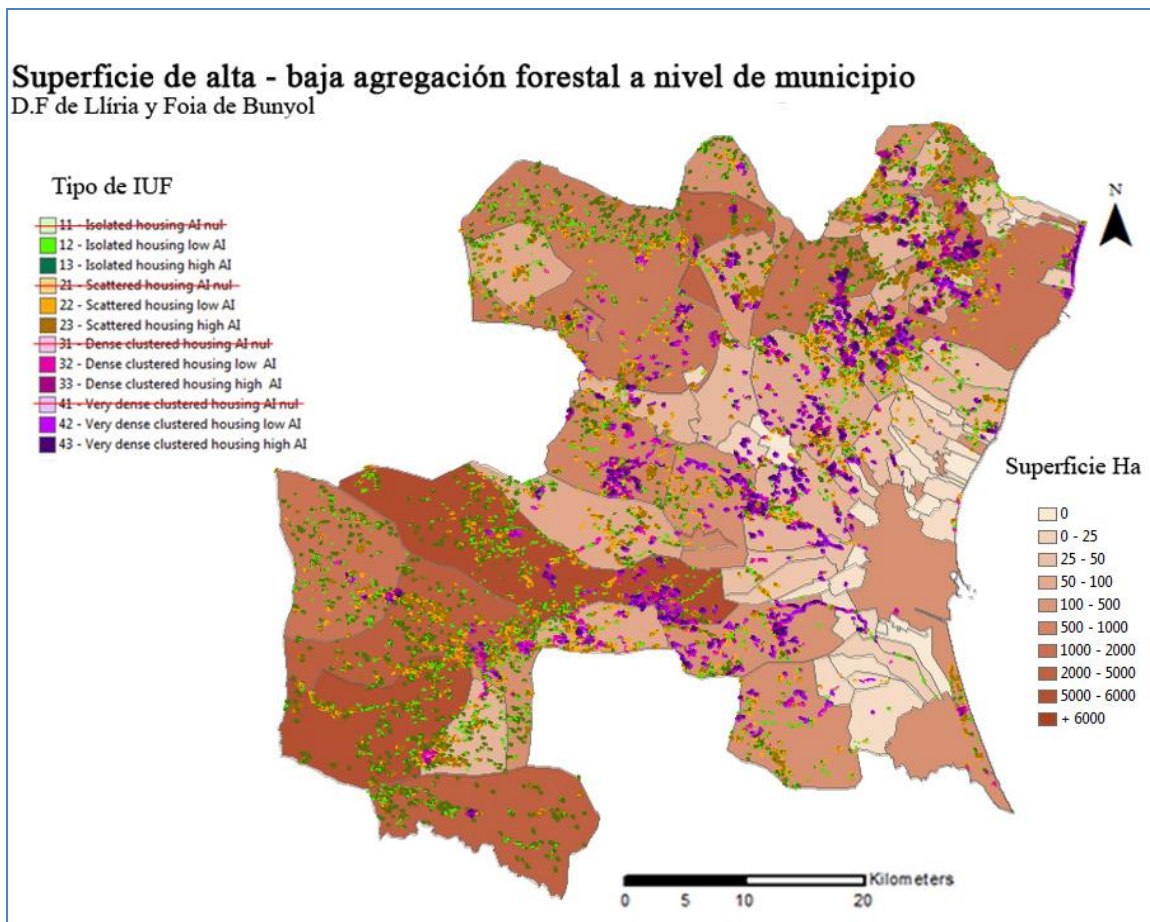 Superficie de alta - baja agregación forestal a nivel de municipio
D.F de Llíria y Foia de Bunyol
Tipo de IUF
11 - Isolated housing AI nul
12 - Isolated housing low AI
13 - Isolated housing high AI
21 - Scattered housing AI nul
22 - Scattered housing low AI
23 - Scattered housing high AI
31 - Dense clustered housing AI nul
32 - Dense clustered housing low AI
33 - Dense clustered housing high AI
41 - Very dense clustered housing AI nul
42 - Very dense clustered housing low AI
43 - Very dense clustered housing high AI
N
Superficie Ha
0
0 - 25
25 - 50
50 - 100
100 - 500
500 - 1000
1000 - 2000
2000 - 5000
5000 - 6000
+ 6000
Kilometers
0 5 10 20